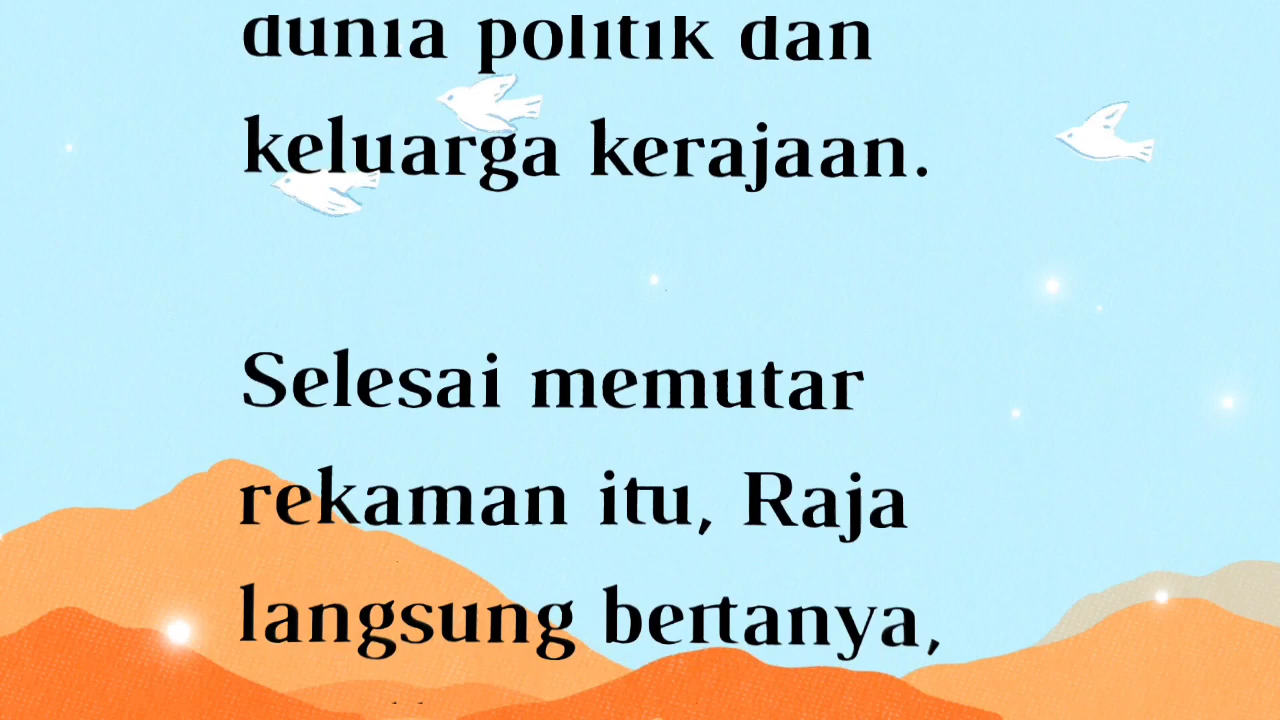 dunia politik dan
keluarga kerajaan.
Selesai memutar
rekaman itu, Raja
langsung bertanya,